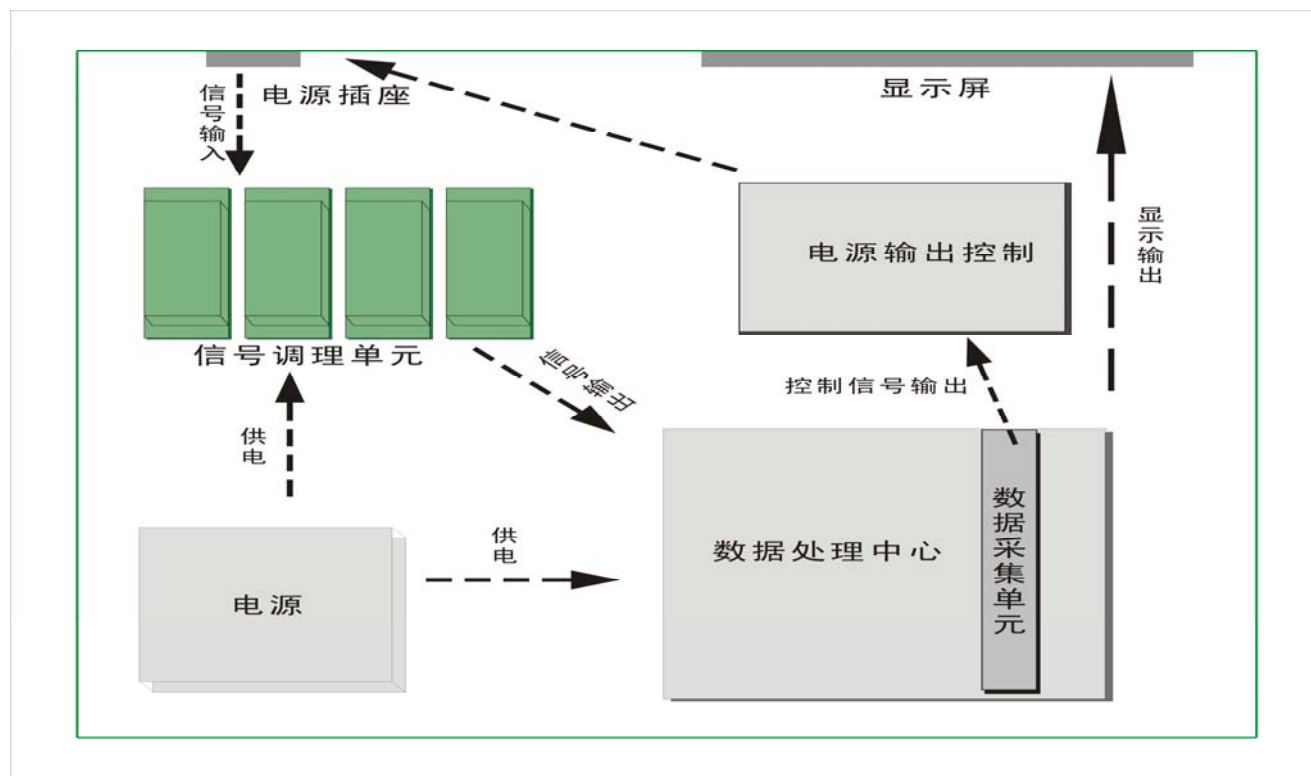 信号输入
电源插座
显示屏
电源输出控制
显示输出
信号调理单元
信号输出
控制信号输出
供电
供电
电源
数据处理中心
数据采集单元